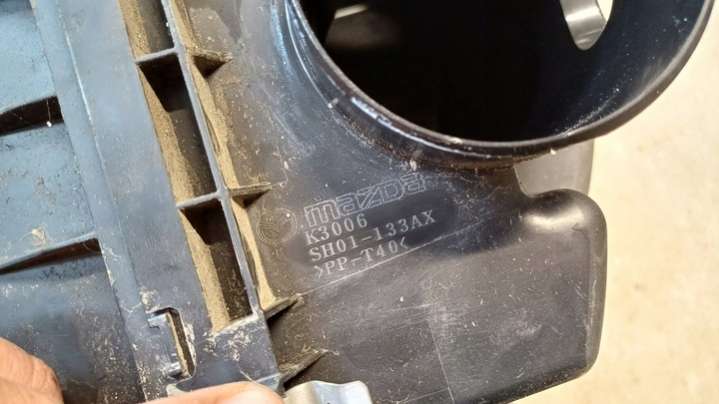 mazda
K3006
SH01-133AX
>PP-T40<